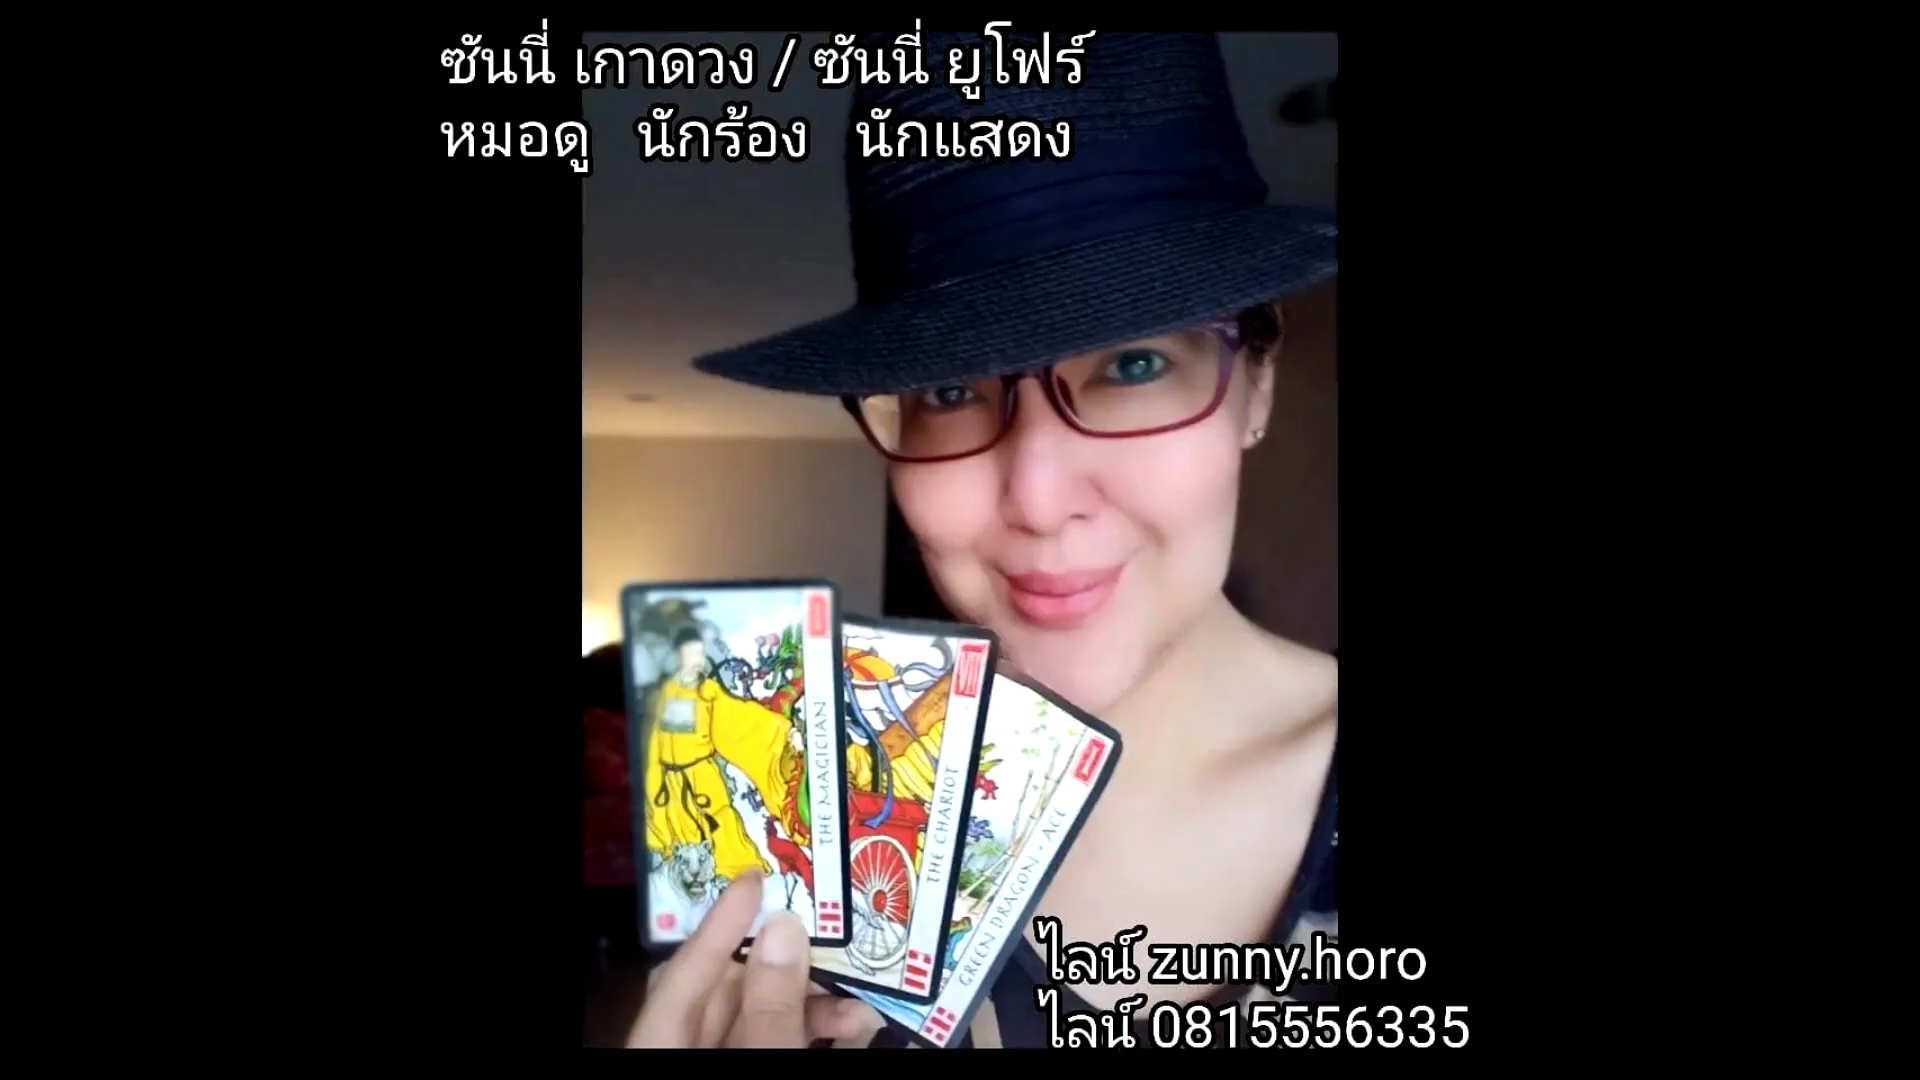 ซันนี่ เกาดวง / ซันนี่ ยูโฟร์
หมอดู นักร้อง นักแสดง
THE MAGICIAN
VII
THE CHARIOT
GREEN DRAGON · ACE
ไลน์ zunny.horo
ไลน์ 0815556335